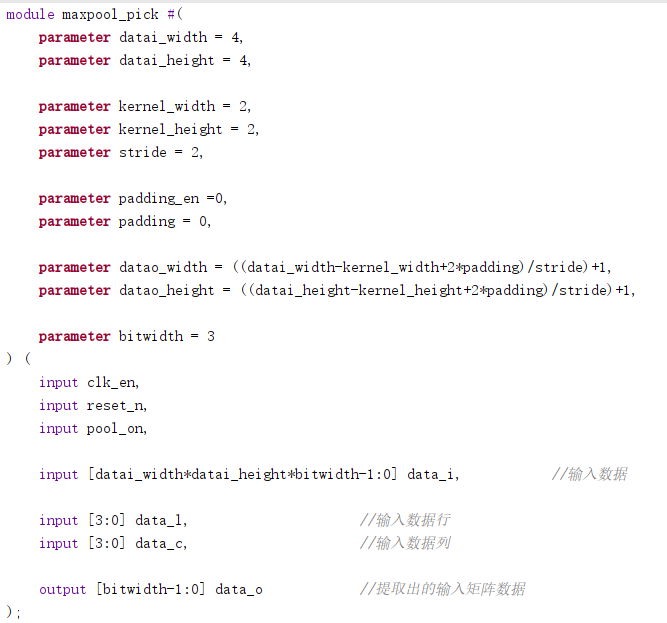 module maxpool_pick #(
parameter datai_width = 4,
parameter datai_height = 4,
parameter kernel_width = 2,
parameter kernel_height = 2,
parameter stride = 2,
parameter padding_en =0,
parameter padding = 0,
parameter datao_width = ((datai_width-kernel_width+2*padding)/stride)+1,
parameter datao_height = ((datai_height-kernel_height+2*padding)/stride)+1,
parameter bitwidth = 3
) (
input clk_en,
input reset_n,
input pool_on,
input [datai_width*datai_height*bitwidth-1:0] data_i, //输入数据
input [3:0] data_l, //输入数据行
input [3:0] data_c, //输入数据列
output [bitwidth-1:0] data_o //提取出的输入矩阵数据
);